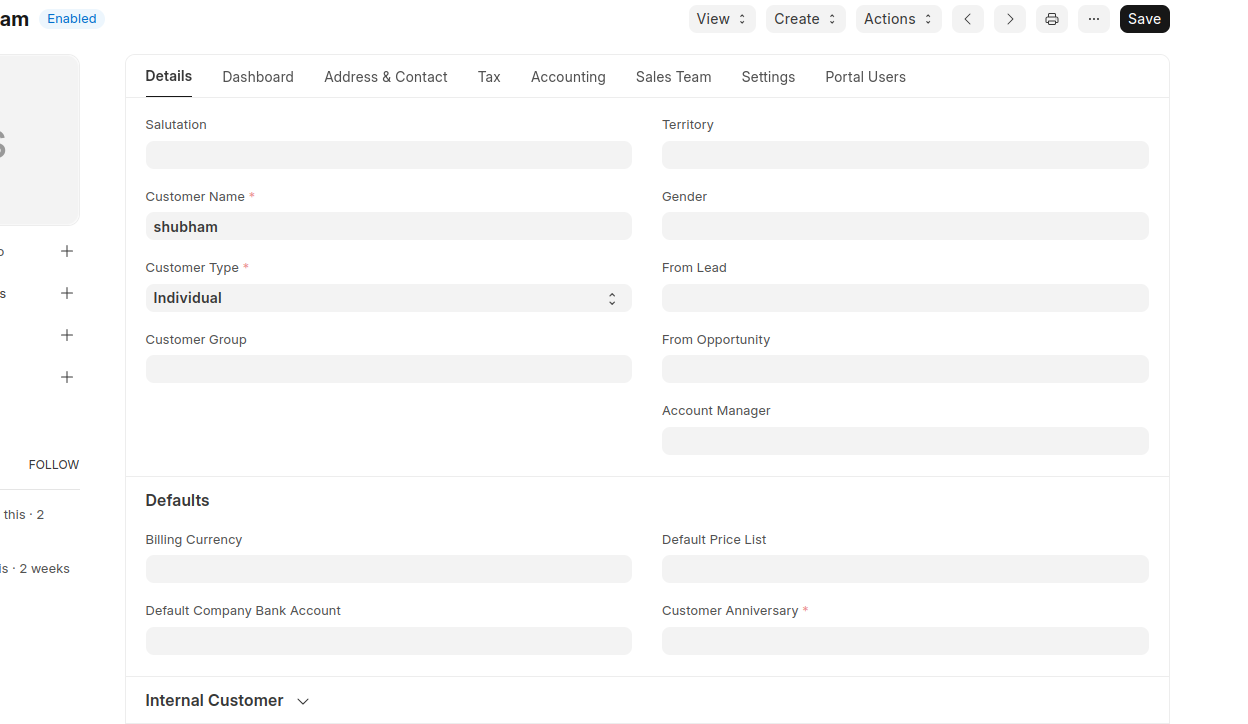 am Enabled View Create Actions ... Save
Details Dashboard Address & Contact Tax Accounting Sales Team Settings Portal Users
Salutation
Territory
Customer Name *
shubham
Gender
Customer Type *
Individual
From Lead
Customer Group
From Opportunity
Account Manager
FOLLOW
this · 2
is · 2 weeks
Defaults
Billing Currency
Default Price List
Default Company Bank Account
Customer Anniversary *
Internal Customer